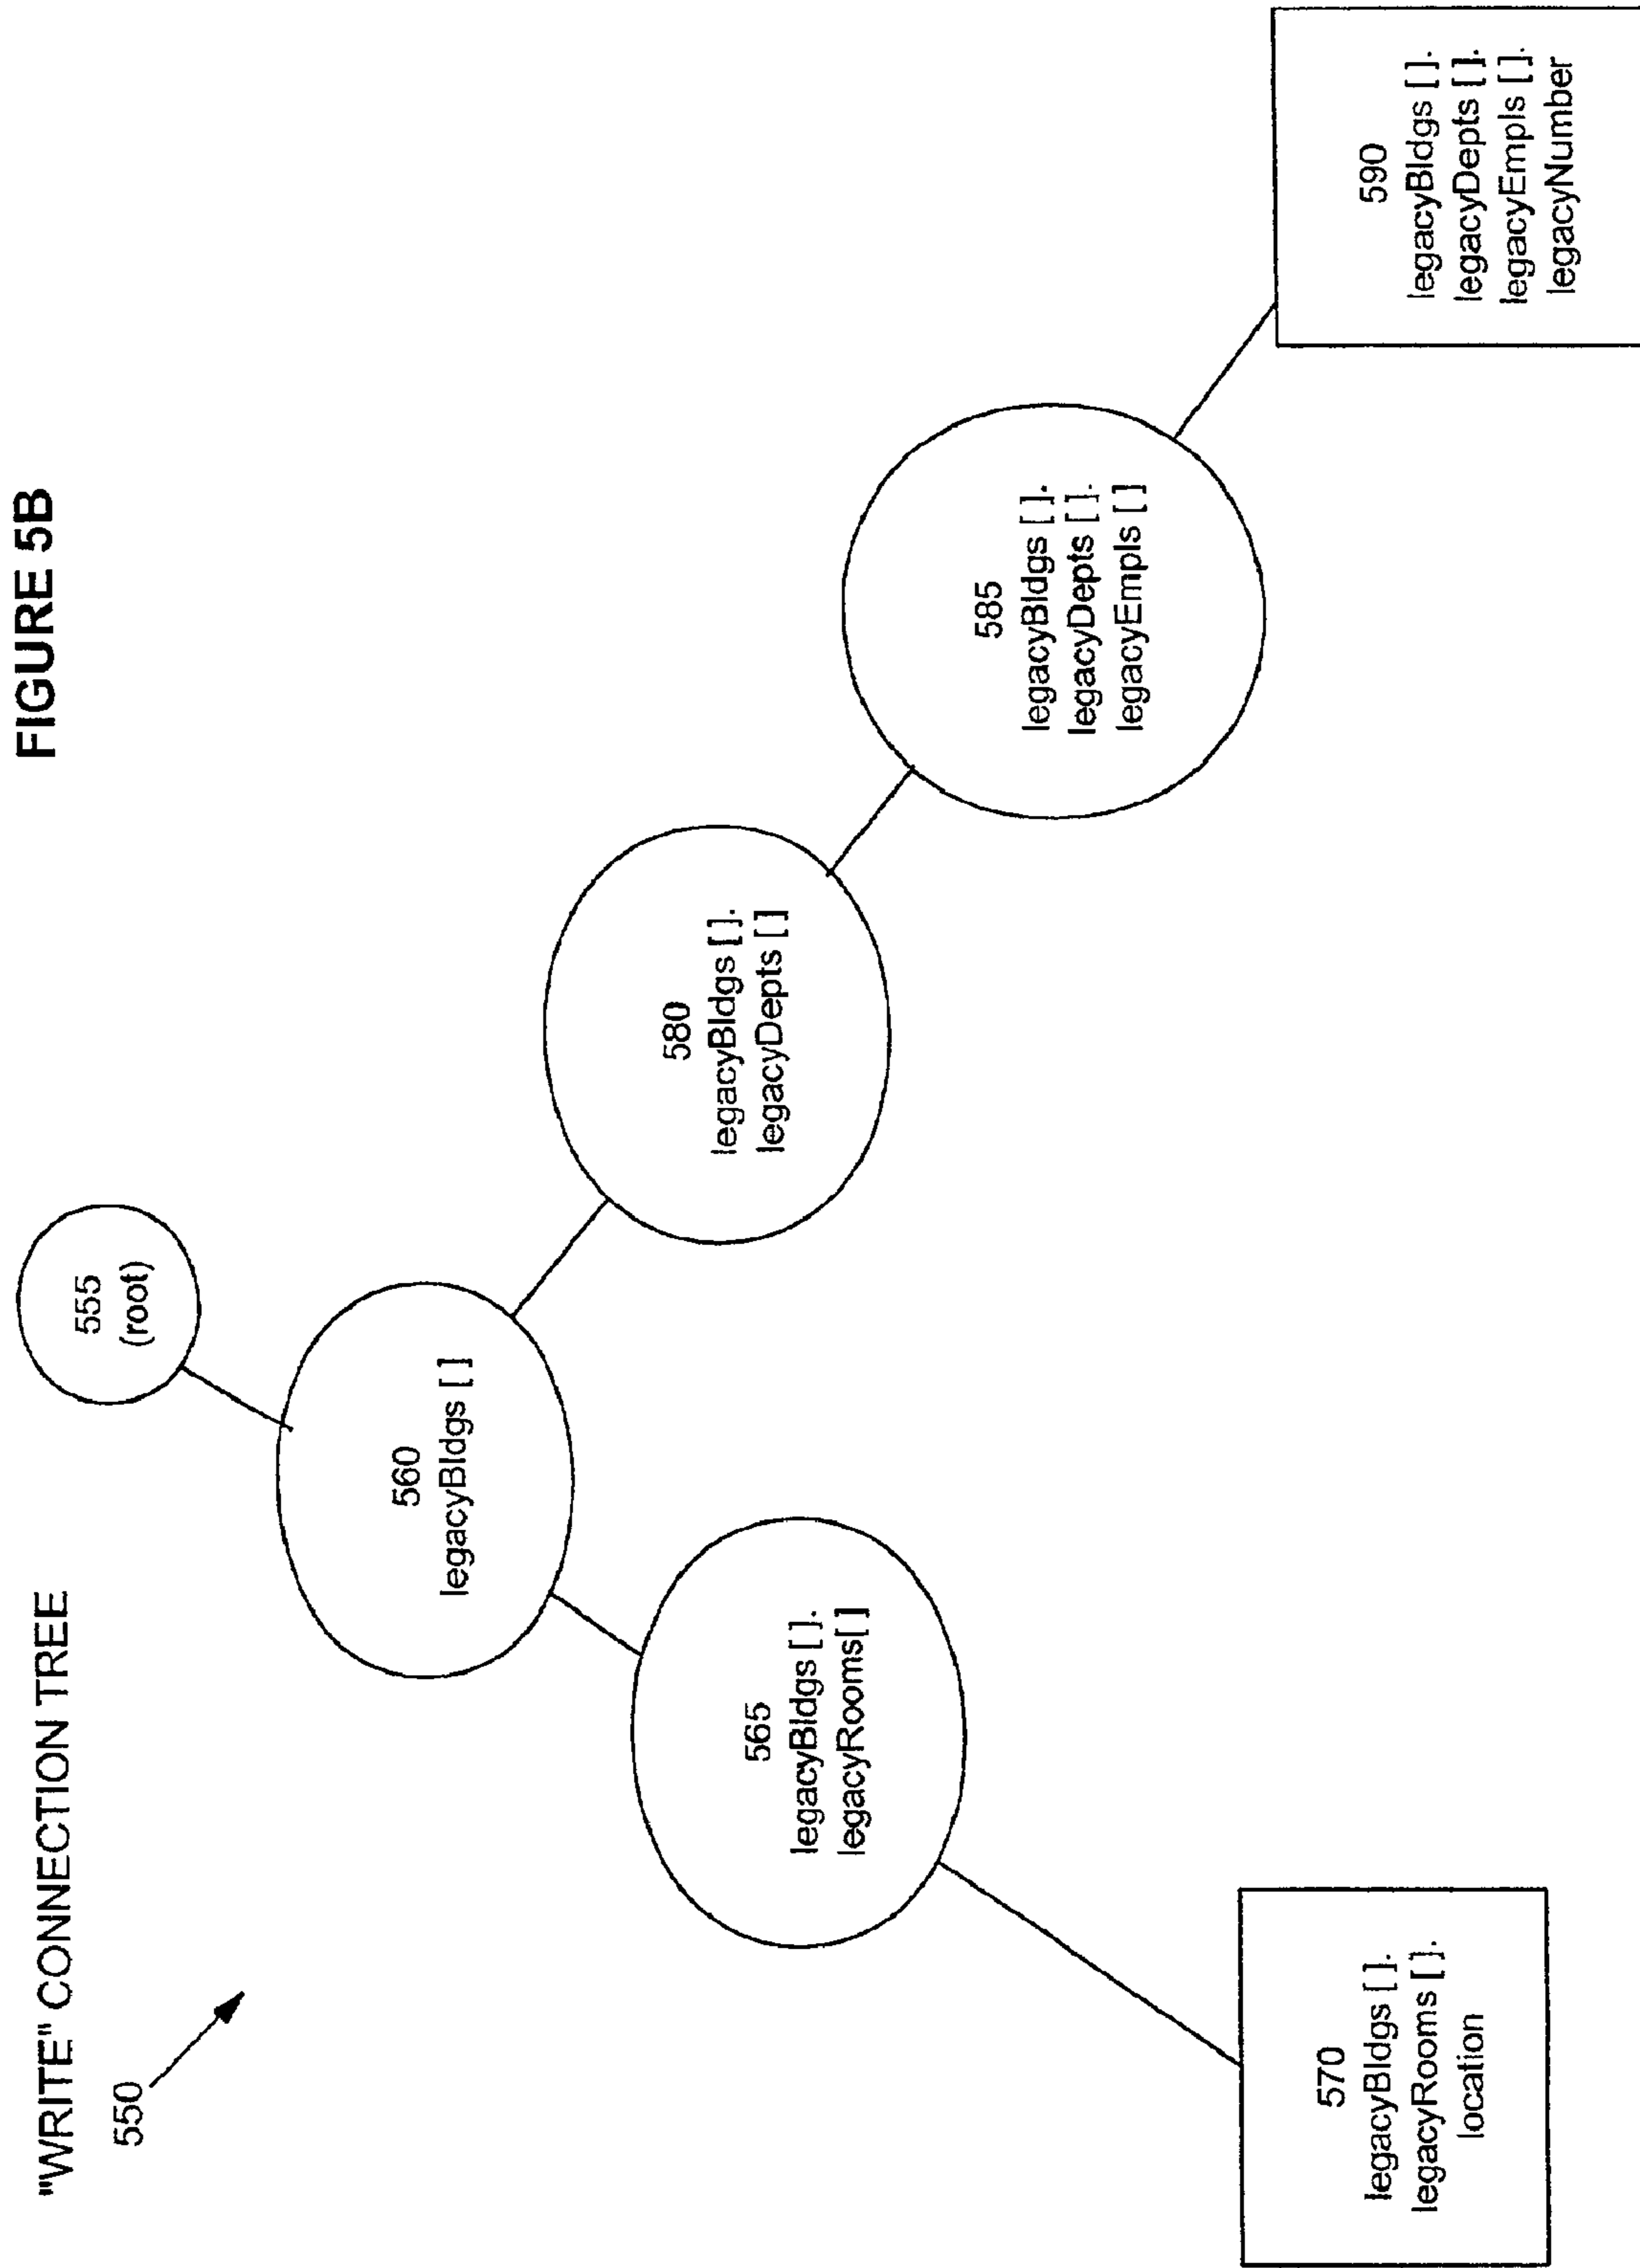 FIGURE 5B
"WRITE" CONNECTION TREE
550
555
(root)
560
legacyBldgs [ ]
565
legacyBldgs [ ].
legacyRooms[ ]
570
legacyBldgs [ ].
legacyRooms [ ].
location
580
legacyBldgs [ ].
legacyDepts [ ]
585
legacyBldgs [ ].
legacyDepts [ ].
legacyEmpls [ ]
590
legacyBldgs [ ].
legacyDepts [ ].
legacyEmpls [ ].
legacyNumber